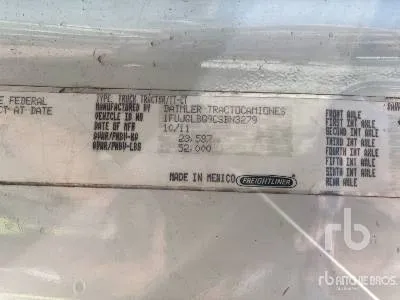 E FEDERAL
CT AT DATE
TYPE: TRUCK TRACTOR/TT-CT
MANUFACTURED BY DAIMLER TRACTOCAMIONES
VEHICLE ID NO 1FUJGLBG9CSBN3279
DATE OF MFR 10/11
GVWR/PNBV-KG 23,587
GVWR/PNBV-LBS 52,000
MADE IN MEXICO FREIGHTLINER
FRONT AXLE
FIRST INT AXLE
SECOND INT AXLE
THIRD INT AXLE
FOURTH INT AXLE
FIFTH INT AXLE
SIXTH INT AXLE
REAR AXLE
rb
RITCHIE BROS.